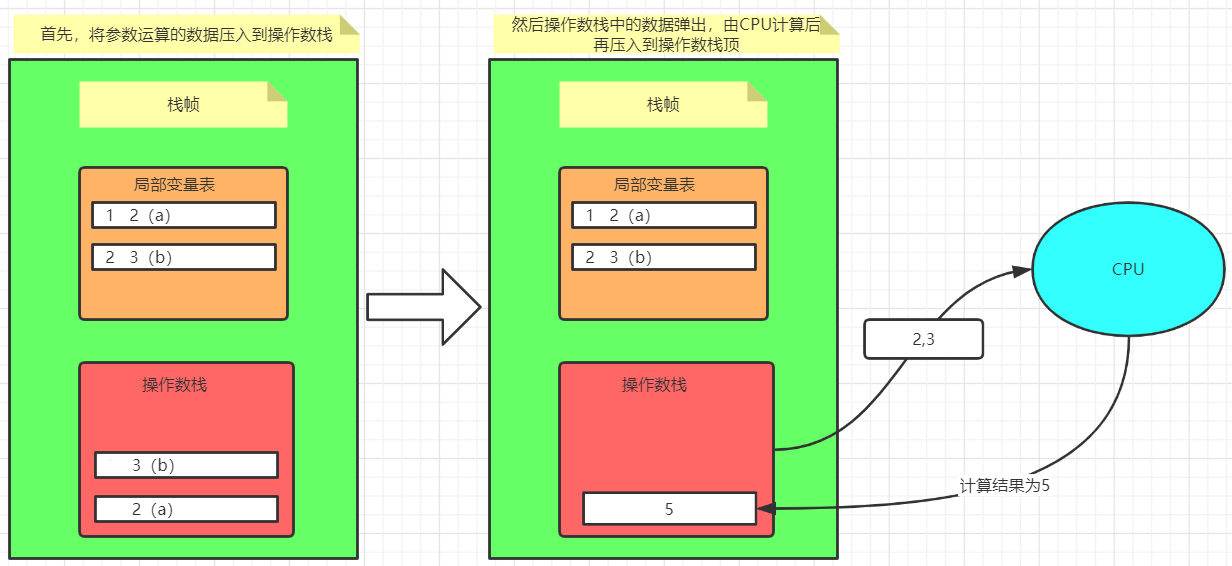 首先，将参数运算的数据压入到操作数栈
栈帧
局部变量表
1 2（a）
2 3（b）
操作数栈
3（b）
2（a）
然后操作数栈中的数据弹出，由CPU计算后
再压入到操作数栈顶
栈帧
局部变量表
1 2（a）
2 3（b）
操作数栈
5
2,3
CPU
计算结果为5